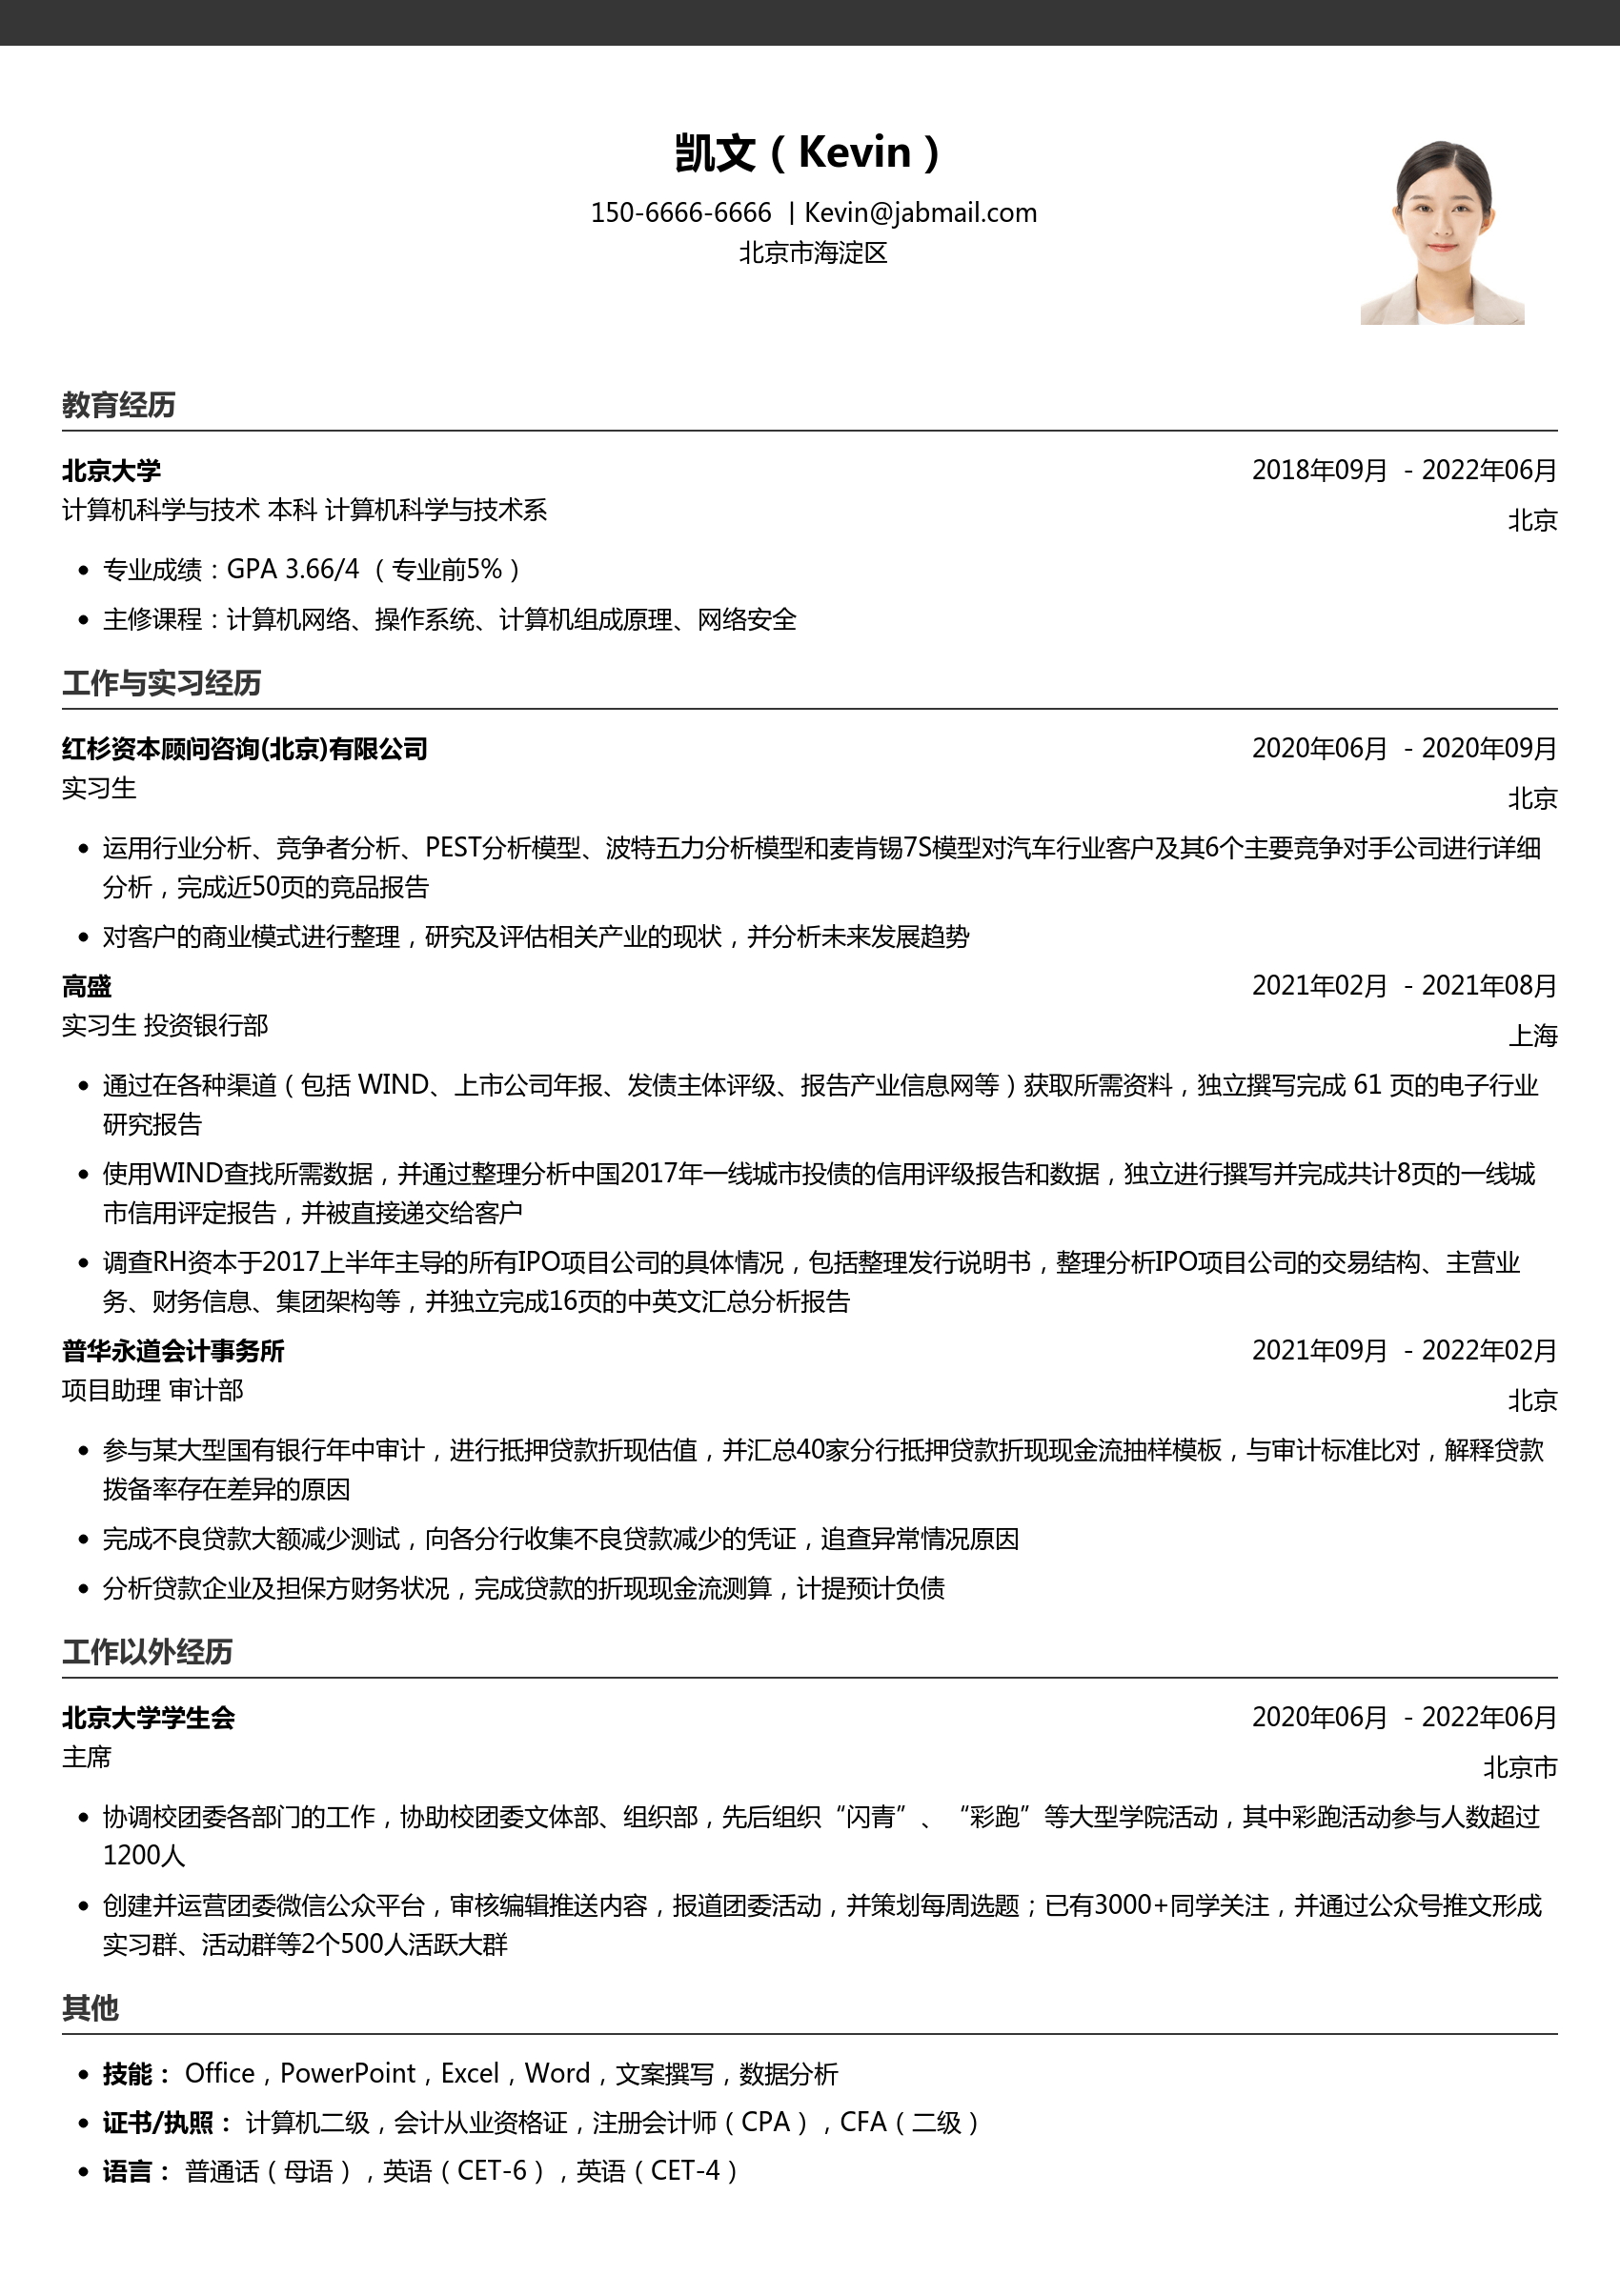 凯文（Kevin）
150-6666-6666 | Kevin@jabmail.com
北京市海淀区
教育经历
北京大学 2018年09月 - 2022年06月
计算机科学与技术 本科 计算机科学与技术系 北京
• 专业成绩：GPA 3.66/4（专业前5%）
• 主修课程：计算机网络、操作系统、计算机组成原理、网络安全
工作与实习经历
红杉资本顾问咨询(北京)有限公司 2020年06月 - 2020年09月
实习生 北京
• 运用行业分析、竞争者分析、PEST分析模型、波特五力分析模型和麦肯锡7S模型对汽车行业客户及其6个主要竞争对手公司进行详细
分析，完成近50页的竞品报告
• 对客户的商业模式进行整理，研究及评估相关产业的现状，并分析未来发展趋势
高盛 2021年02月 - 2021年08月
实习生 投资银行部 上海
• 通过在各种渠道（包括 WIND、上市公司年报、发债主体评级、报告产业信息网等）获取所需资料，独立撰写完成 61 页的电子行业
研究报告
• 使用WIND查找所需数据，并通过整理分析中国2017年一线城市投债的信用评级报告和数据，独立进行撰写并完成共计8页的一线城
市信用评定报告，并被直接递交给客户
• 调查RH资本于2017上半年主导的所有IPO项目公司的具体情况，包括整理发行说明书，整理分析IPO项目公司的交易结构、主营业
务、财务信息、集团架构等，并独立完成16页的中英文汇总分析报告
普华永道会计事务所 2021年09月 - 2022年02月
项目助理 审计部 北京
• 参与某大型国有银行年中审计，进行抵押贷款折现估值，并汇总40家分行抵押贷款折现现金流抽样模板，与审计标准比对，解释贷款
拨备率存在差异的原因
• 完成不良贷款大额减少测试，向各分行收集不良贷款减少的凭证，追查异常情况原因
• 分析贷款企业及担保方财务状况，完成贷款的折现现金流测算，计提预计负债
工作以外经历
北京大学学生会 2020年06月 - 2022年06月
主席 北京市
• 协调校团委各部门的工作，协助校团委文体部、组织部，先后组织“闪青”、“彩跑”等大型学院活动，其中彩跑活动参与人数超过
1200人
• 创建并运营团委微信公众平台，审核编辑推送内容，报道团委活动，并策划每周选题；已有3000+同学关注，并通过公众号推文形成
实习群、活动群等2个500人活跃大群
其他
• 技能： Office，PowerPoint，Excel，Word，文案撰写，数据分析
• 证书/执照： 计算机二级，会计从业资格证，注册会计师（CPA），CFA（二级）
• 语言： 普通话（母语），英语（CET-6），英语（CET-4）